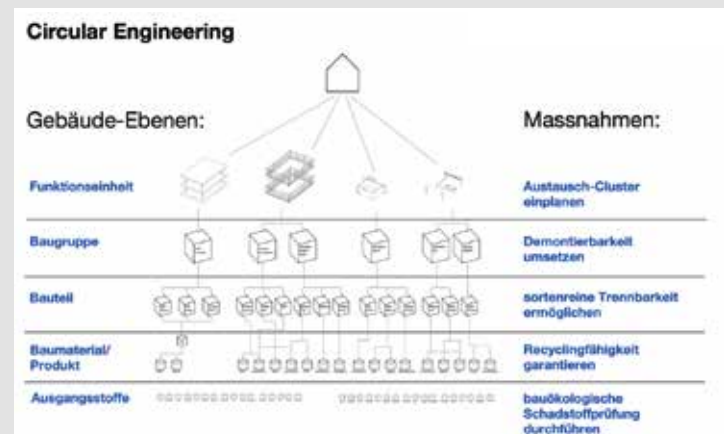 Circular Engineering
Gebäude-Ebenen:
Massnahmen:
Funktionseinheit
Austausch-Cluster
einplanen
Baugruppe
Demontierbarkeit
umsetzen
Bauteil
sortenreine Trennbarkeit
ermöglichen
Baumaterial/
Produkt
Recyclingfähigkeit
garantieren
Ausgangsstoffe
bauökologische
Schadstoffprüfung
durchführen